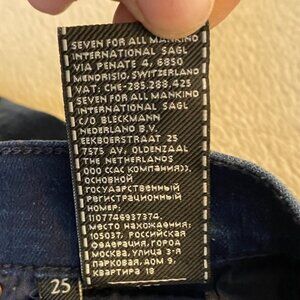 SEVEN FOR ALL MANKIND
INTERNATIONAL SAGL
VIA PENATE 4, 6850
MENDRISIO, SWITZERLAND
VAT: CHE-285.288.425
SEVEN FOR ALL MANKIND
INTERNATIONAL SAGL
C/O BLECKMANN
NEDERLAND B.V.
EEKBOERSTRAAT 25
7575 AV, OLDENZAAL
THE NETHERLANDS
ООО (САС КОМПАНИЯ)).
ОСНОВНОЙ
ГОСУДАРСТВЕННЫЙ
РЕГИСТРАЦИОННЫЙ
НОМЕР:
1107746937374.
МЕСТО НАХОЖДЕНИЯ:
105037, РОССИЙСКАЯ
ФЕДЕРАЦИЯ, ГОРОД
МОСКВА, УЛИЦА 3-Я
ПАРКОВАЯ, ДОМ 9,
КВАРТИРА 18
25